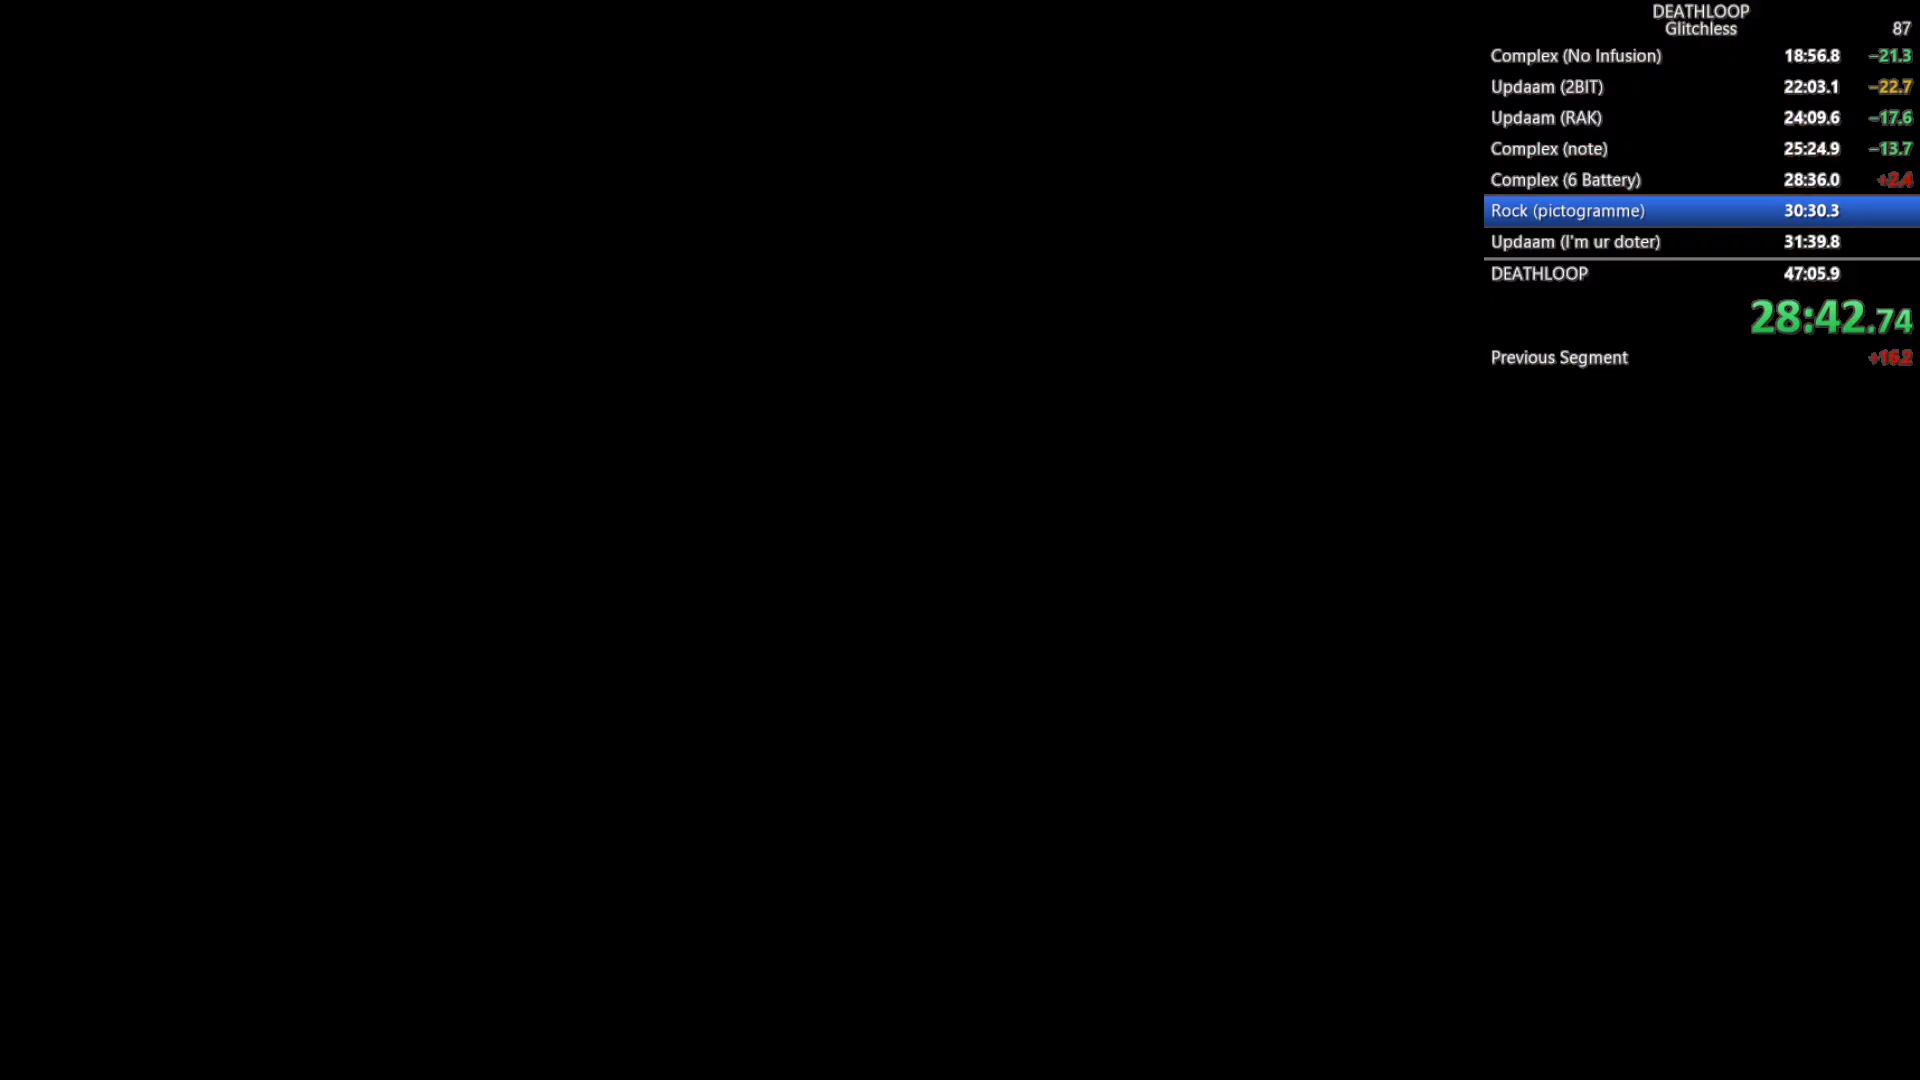 DEATHLOOP
Glitchless 87
Complex (No Infusion) 18:56.8 −21.3
Updaam (2BIT) 22:03.1 −22.7
Updaam (RAK) 24:09.6 −17.6
Complex (note) 25:24.9 −13.7
Complex (6 Battery) 28:36.0 +2.4
Rock (pictogramme) 30:30.3
Updaam (I'm ur doter) 31:39.8
DEATHLOOP 47:05.9
28:42.74
Previous Segment +16.2